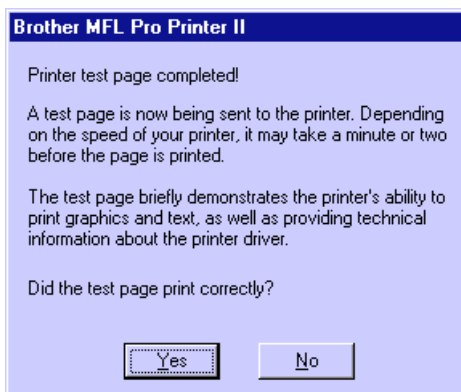 Brother MFL Pro Printer II
Printer test page completed!
A test page is now being sent to the printer. Depending
on the speed of your printer, it may take a minute or two
before the page is printed.
The test page briefly demonstrates the printer's ability to
print graphics and text, as well as providing technical
information about the printer driver.
Did the test page print correctly?
Yes No